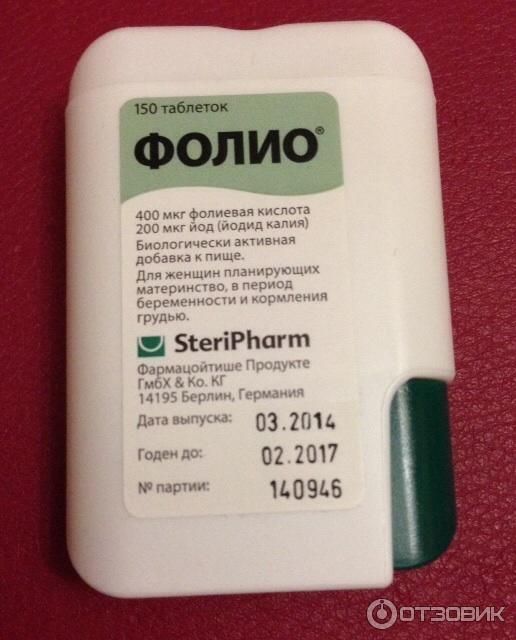 150 таблеток
ФОЛИО®
400 мкг фолиевая кислота
200 мкг йод (йодид калия)
Биологически активная
добавка к пище.
Для женщин планирующих
материнство, в период
беременности и кормления
грудью.
SteriPharm
Фармацойтише Продукте
ГмбХ & Ко. КГ
14195 Берлин, Германия
Дата выпуска: 03.2014
Годен до: 02.2017
№ партии: 140946
ОТЗОВИК